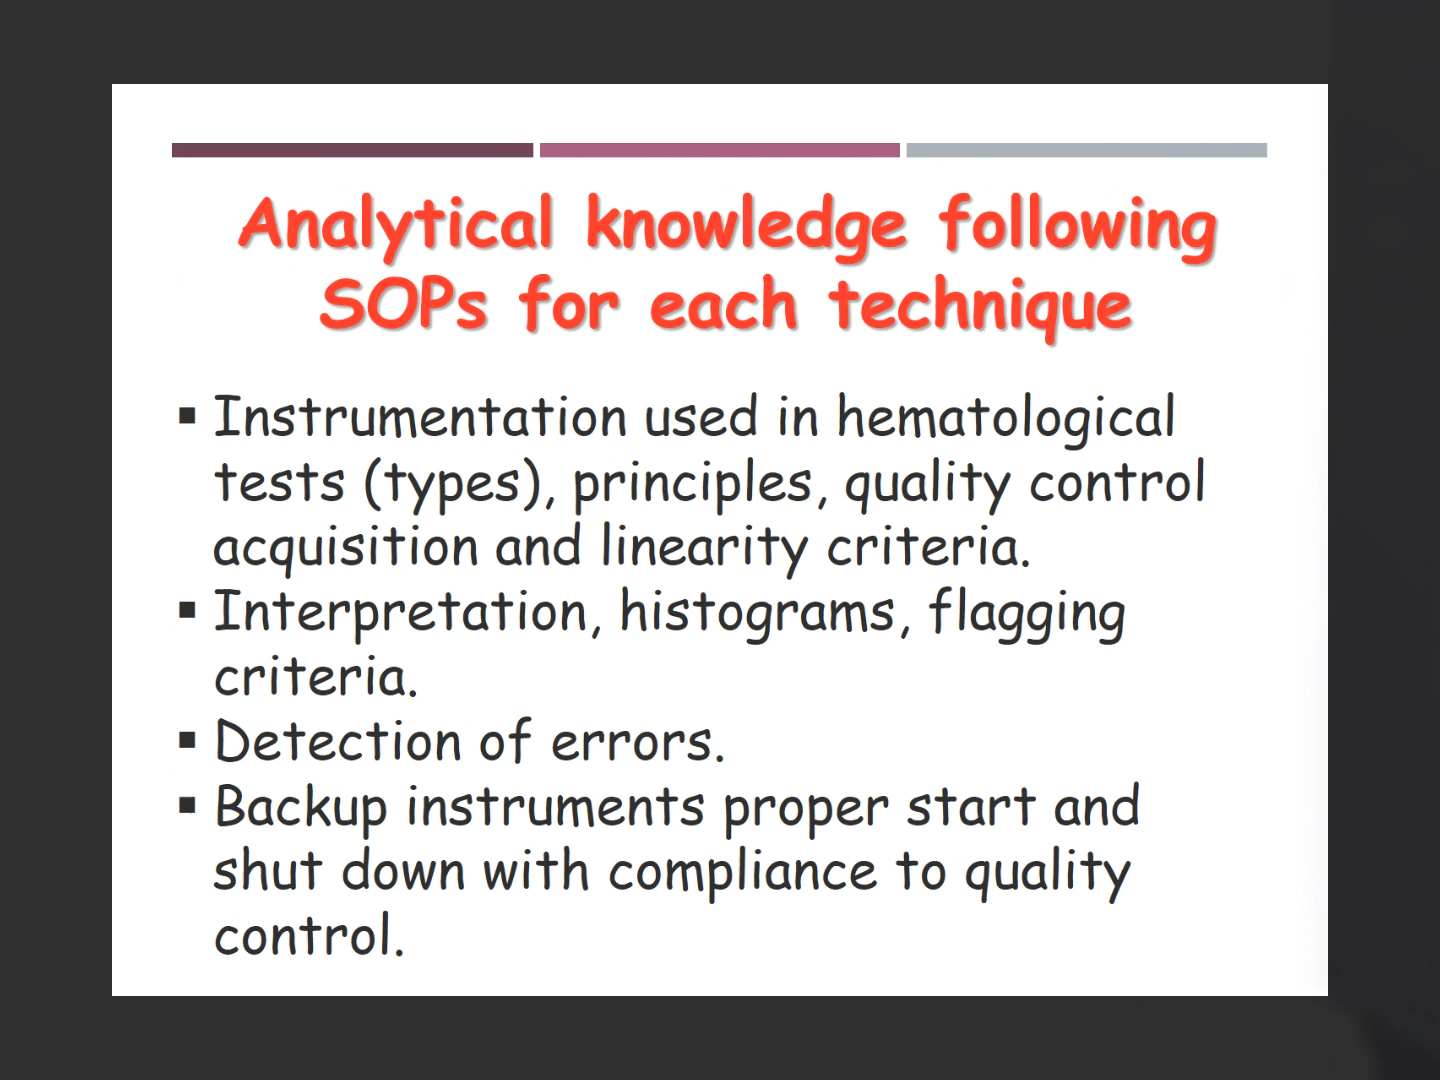 Analytical knowledge following
SOPs for each technique
▪ Instrumentation used in hematological
tests (types), principles, quality control
acquisition and linearity criteria.
▪ Interpretation, histograms, flagging
criteria.
▪ Detection of errors.
▪ Backup instruments proper start and
shut down with compliance to quality
control.